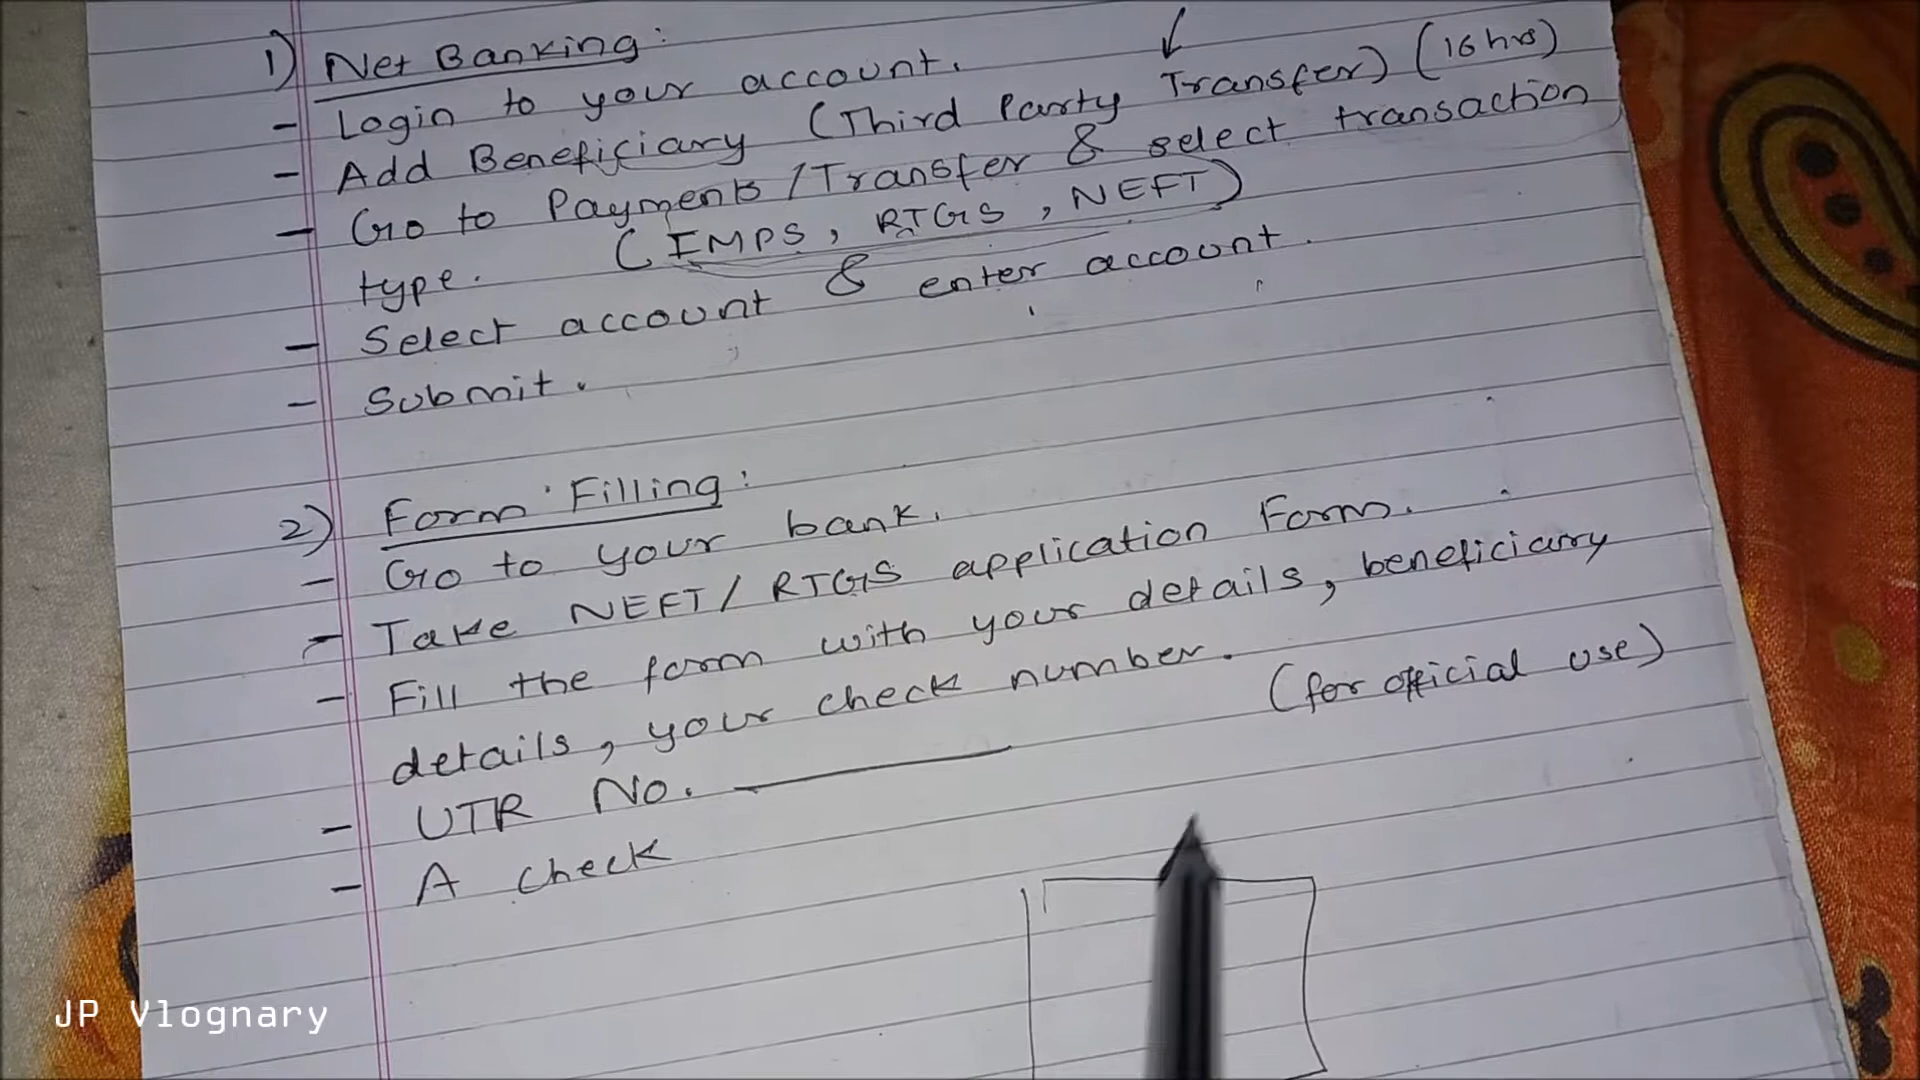 1) Net Banking:
- Login to your account.
- Add Beneficiary (Third Party Transfer) (16 hrs)
- Go to Payments / Transfer & select transaction
type. (IMPS, RTGS, NEFT)
- Select account & enter account.
- Submit.
2) Form Filling:
- Go to your bank.
- Take NEFT/ RTGS application Form.
- Fill the form with your details, beneficiary
details, your check number.
- UTR No. ———— (for official use)
- A check
JP Vlognary